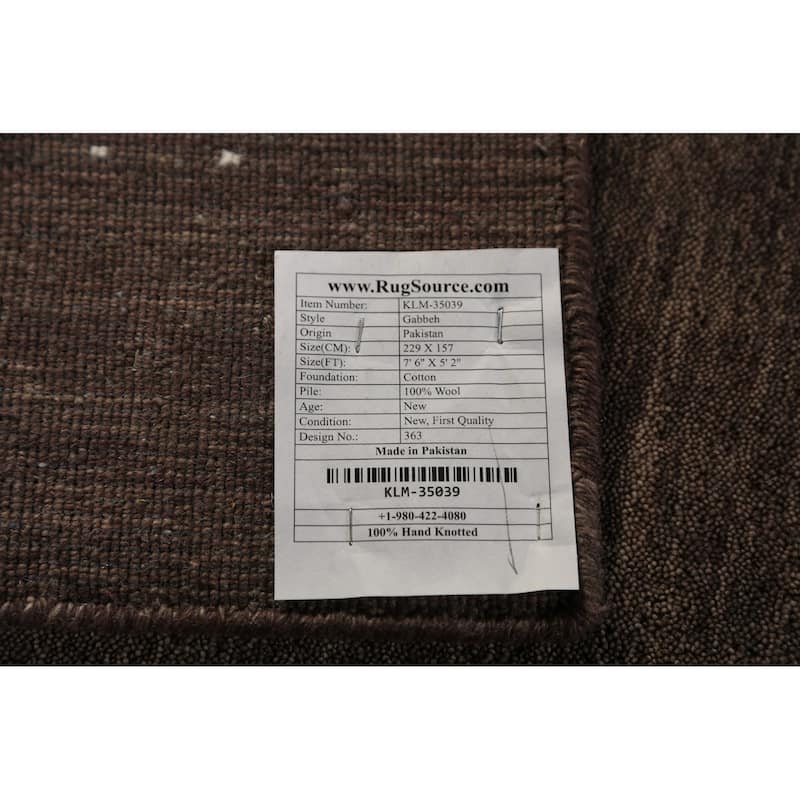 www.RugSource.com
Item Number: KLM-35039
Style Gabbeh
Origin Pakistan
Size(CM): 229 X 157
Size(FT): 7' 6" X 5' 2"
Foundation: Cotton
Pile: 100% Wool
Age: New
Condition: New, First Quality
Design No.: 363
Made in Pakistan
KLM-35039
+1-980-422-4080
100% Hand Knotted